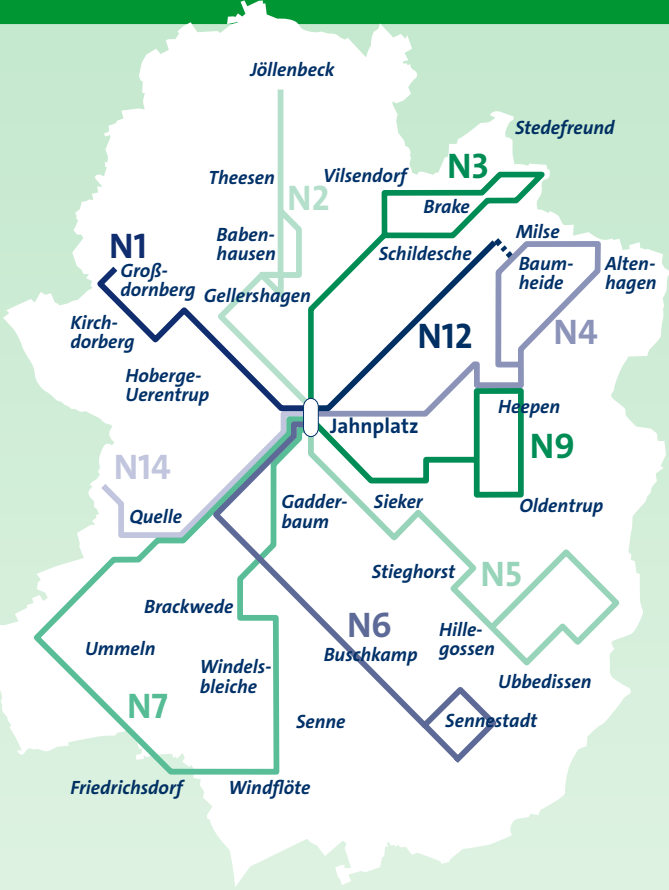 Jöllenbeck
Stedefreund
N3
Theesen
Vilsendorf
N2
Brake
Baben-
hausen
Milse
N1
Schildesche
Groß-
dornberg
Baum-
heide
Alten-
hagen
Gellershagen
Kirch-
dorberg
N12
N4
Hoberge-
Uerentrup
Heepen
Jahnplatz
N9
N14
Gadder-
baum
Sieker
Oldentrup
Quelle
Stieghorst
N5
Brackwede
N6
Hille-
gossen
Ummeln
Buschkamp
Windels-
bleiche
Ubbedissen
N7
Senne
Sennestadt
Friedrichsdorf
Windflöte